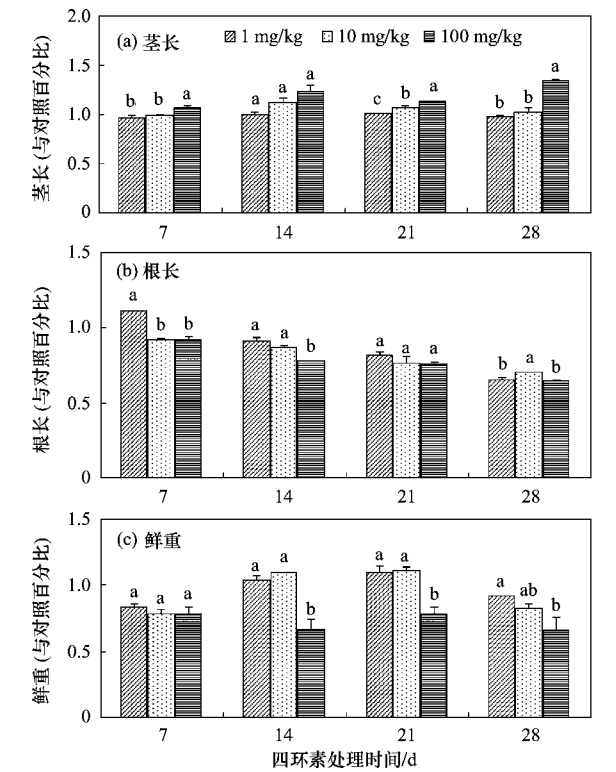 2.0
(a) 茎长
1 mg/kg 10 mg/kg 100 mg/kg
1.5
1.0
0.5
0
茎长 (与对照百分比)
b b a
a a a
c b a
b b a
7 14 21 28
1.5
(b) 根长
1.0
0.5
0
根长 (与对照百分比)
a b b
a a b
a a a
b a b
7 14 21 28
1.5
(c) 鲜重
1.0
0.5
0
鲜重 (与对照百分比)
a a a
a a b
a a b
a ab b
7 14 21 28
四环素处理时间/d